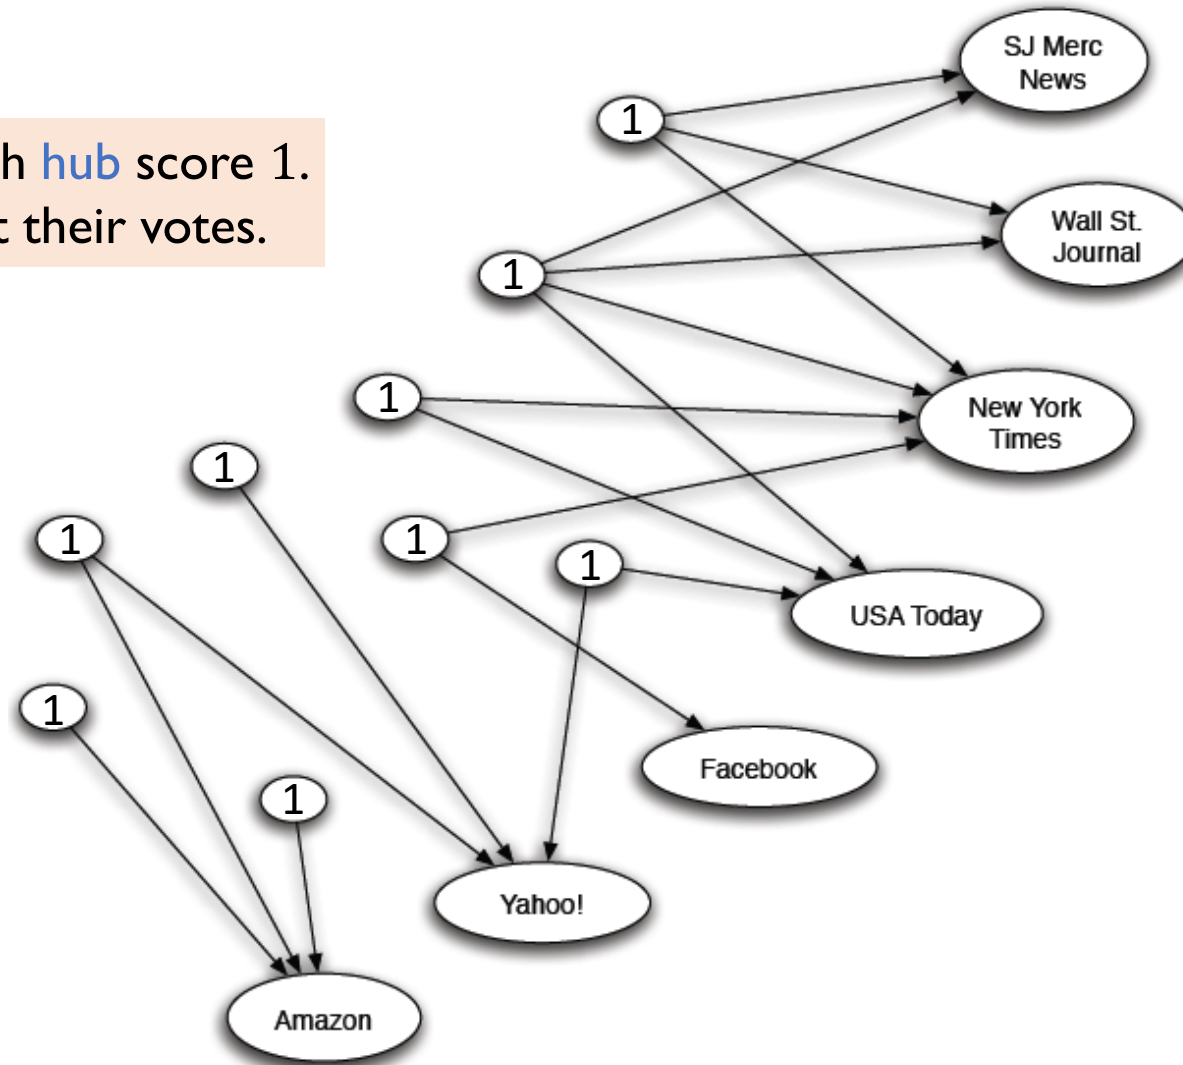 SJ Merc
News
1
h hub score 1.
t their votes.
Wall St.
Journal
1
1
New York
Times
1
1
1
1
USA Today
1
Facebook
1
Yahoo!
Amazon